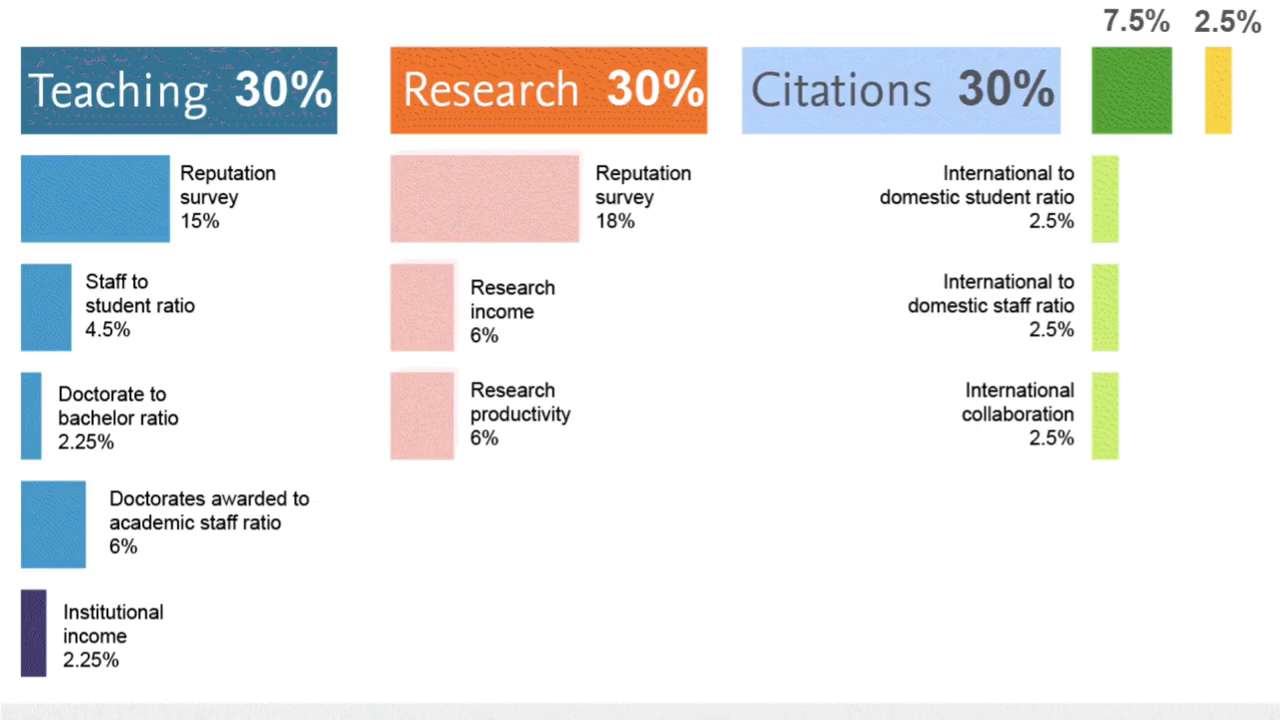 7.5% 2.5%
Teaching 30%
Research 30%
Citations 30%
Reputation
survey
15%
Staff to
student ratio
4.5%
Doctorate to
bachelor ratio
2.25%
Doctorates awarded to
academic staff ratio
6%
Institutional
income
2.25%
Reputation
survey
18%
Research
income
6%
Research
productivity
6%
International to
domestic student ratio
2.5%
International to
domestic staff ratio
2.5%
International
collaboration
2.5%